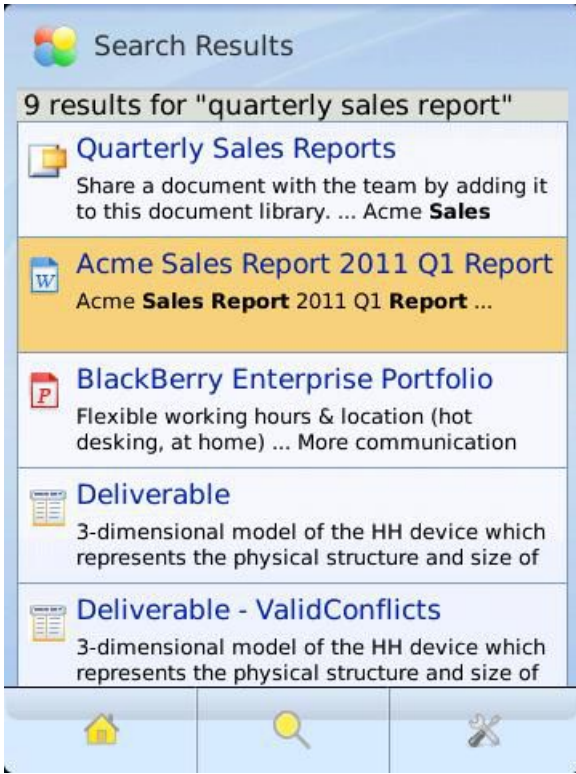 Search Results
9 results for "quarterly sales report"
Quarterly Sales Reports
Share a document with the team by adding it
to this document library. ... Acme Sales
Acme Sales Report 2011 Q1 Report
Acme Sales Report 2011 Q1 Report ...
BlackBerry Enterprise Portfolio
Flexible working hours & location (hot
desking, at home) ... More communication
Deliverable
3-dimensional model of the HH device which
represents the physical structure and size of
Deliverable - ValidConflicts
3-dimensional model of the HH device which
represents the physical structure and size of